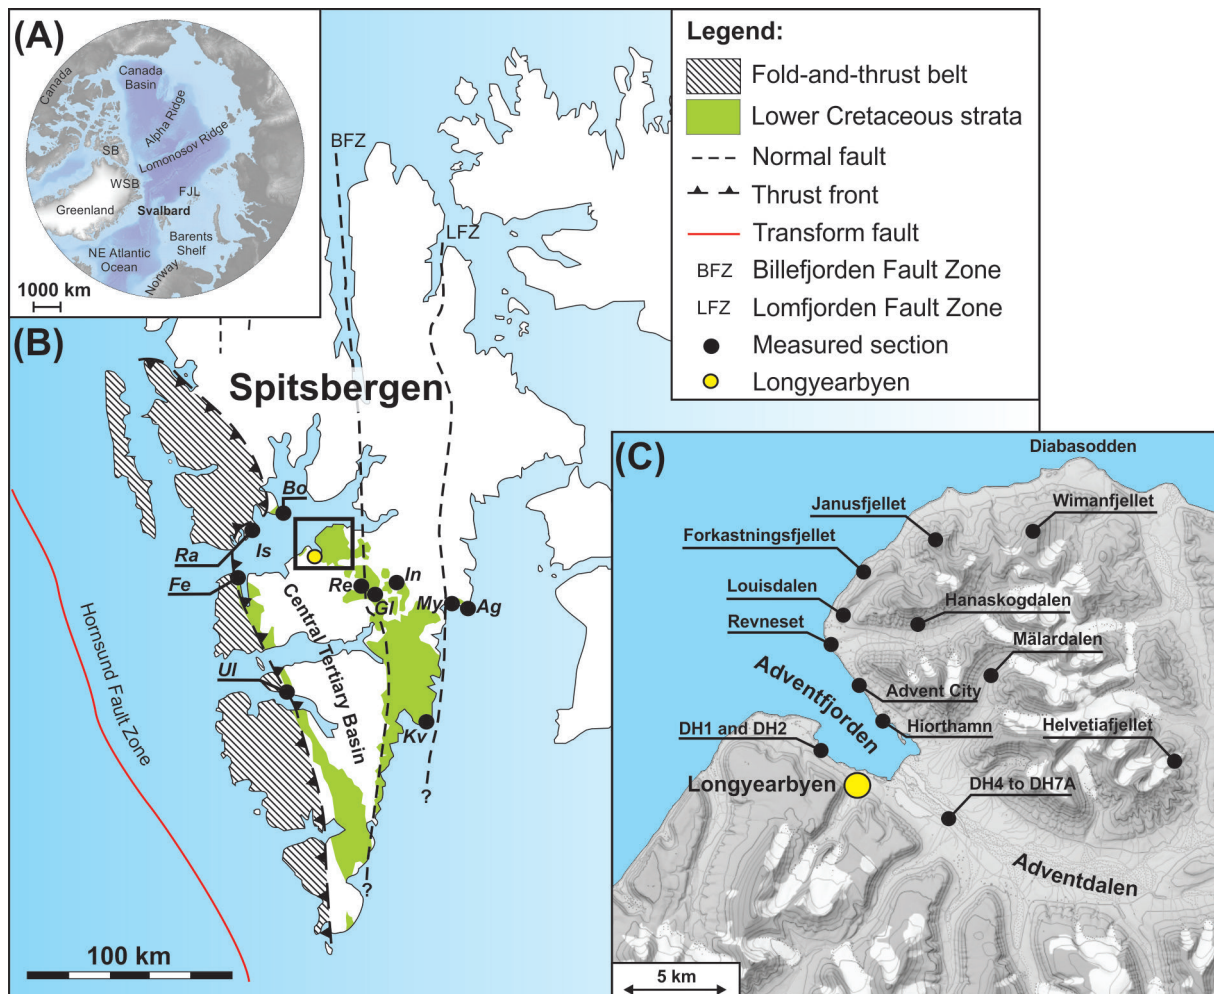 (A)
Canada
Canada
Basin
Alpha Ridge
Lomonosov Ridge
SB
WSB
FJL
Greenland
Svalbard
Barents
Shelf
NE Atlantic
Ocean
Norway
1000 km
Legend:
Fold-and-thrust belt
Lower Cretaceous strata
Normal fault
Thrust front
Transform fault
BFZ Billefjorden Fault Zone
LFZ Lomfjorden Fault Zone
Measured section
Longyearbyen
(B)
BFZ
LFZ
Spitsbergen
Bo
Ra
Is
Fe
Re
Gl
In
My
Ag
Ul
Kv
Central Tertiary Basin
Hornsund Fault Zone
?
?
100 km
(C)
Diabasodden
Janusfjellet
Wimanfjellet
Forkastningsfjellet
Louisdalen
Hanaskogdalen
Revneset
Mälardalen
Adventfjorden
Advent City
Hiorthamn
DH1 and DH2
Helvetiafjellet
Longyearbyen
DH4 to DH7A
Adventdalen
5 km